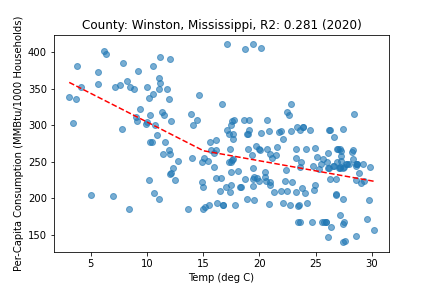 County: Winston, Mississippi, R2: 0.281 (2020)
Per-Capita Consumption (MMBtu/1000 Households)
400
350
300
250
200
150
5 10 15 20 25 30
Temp (deg C)